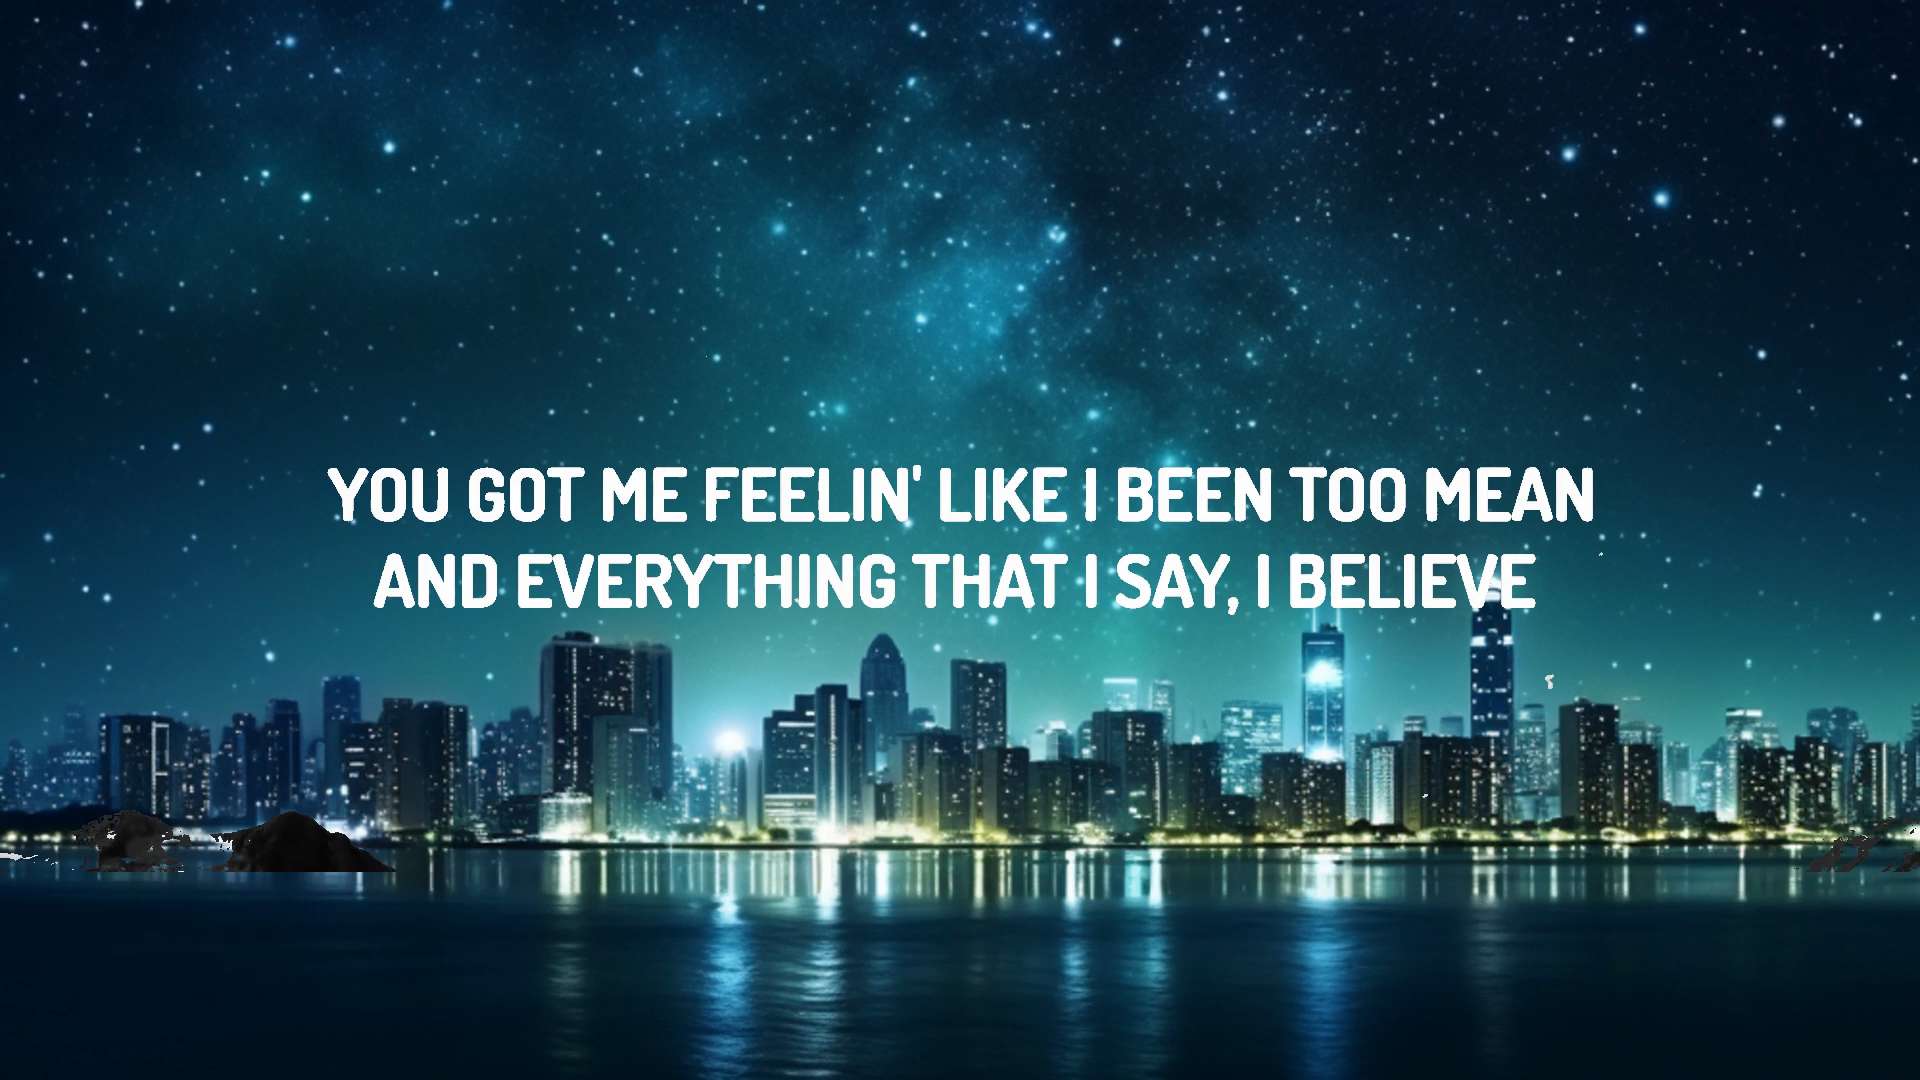 YOU GOT ME FEELIN' LIKE I BEEN TOO MEAN
AND EVERYTHING THAT I SAY, I BELIEVE